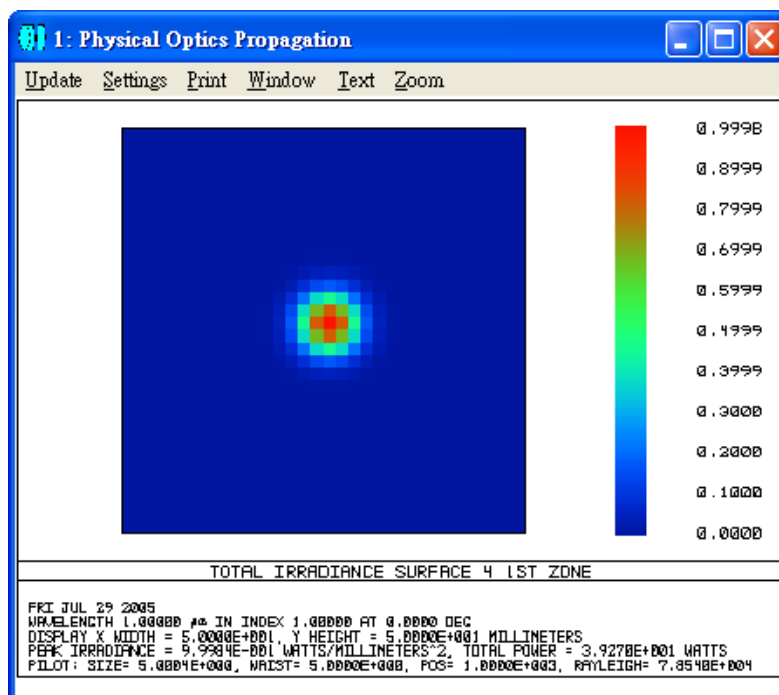 1: Physical Optics Propagation
Update Settings Print Window Text Zoom
0.9998
0.8999
0.7999
0.6999
0.5999
0.4999
0.3999
0.3000
0.2000
0.1000
0.0000
TOTAL IRRADIANCE SURFACE 4 1ST ZONE
FRI JUL 29 2005
WAVELENGTH 1.00000 µm IN INDEX 1.00000 AT 0.0000 DEG
DISPLAY X WIDTH = 5.0000E+001, Y HEIGHT = 5.0000E+001 MILLIMETERS
PEAK IRRADIANCE = 9.9984E-001 WATTS/MILLIMETERS^2, TOTAL POWER = 3.9270E+001 WATTS
PILOT: SIZE= 5.0004E+000, WAIST= 5.0000E+000, POS= 1.0000E+003, RAYLEIGH= 7.8540E+004